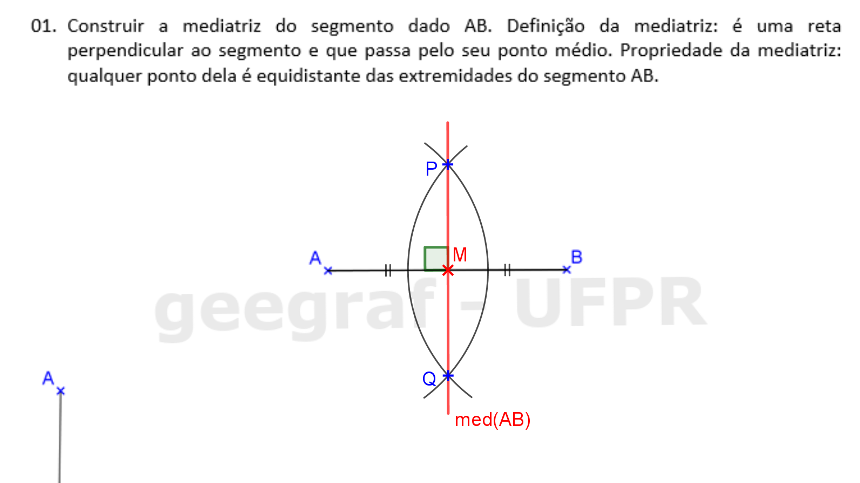 01. Construir a mediatriz do segmento dado AB. Definição da mediatriz: é uma reta
perpendicular ao segmento e que passa pelo seu ponto médio. Propriedade da mediatriz:
qualquer ponto dela é equidistante das extremidades do segmento AB.
P
A
M
B
geegraf - UFPR
A
Q
med(AB)